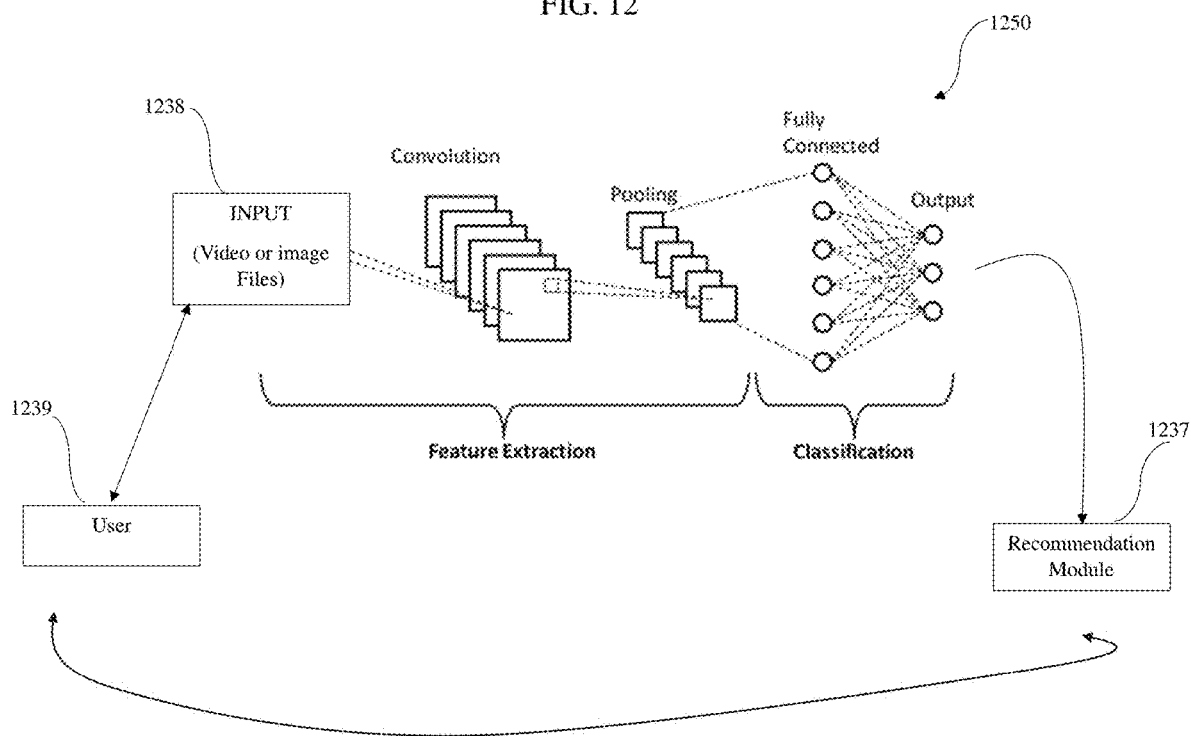 FIG. 12
1250
1238
Fully
Connected
Convolution
Pooling
Output
INPUT
(Video or image
Files)
1239
Feature Extraction
Classification
1237
User
Recommendation
Module